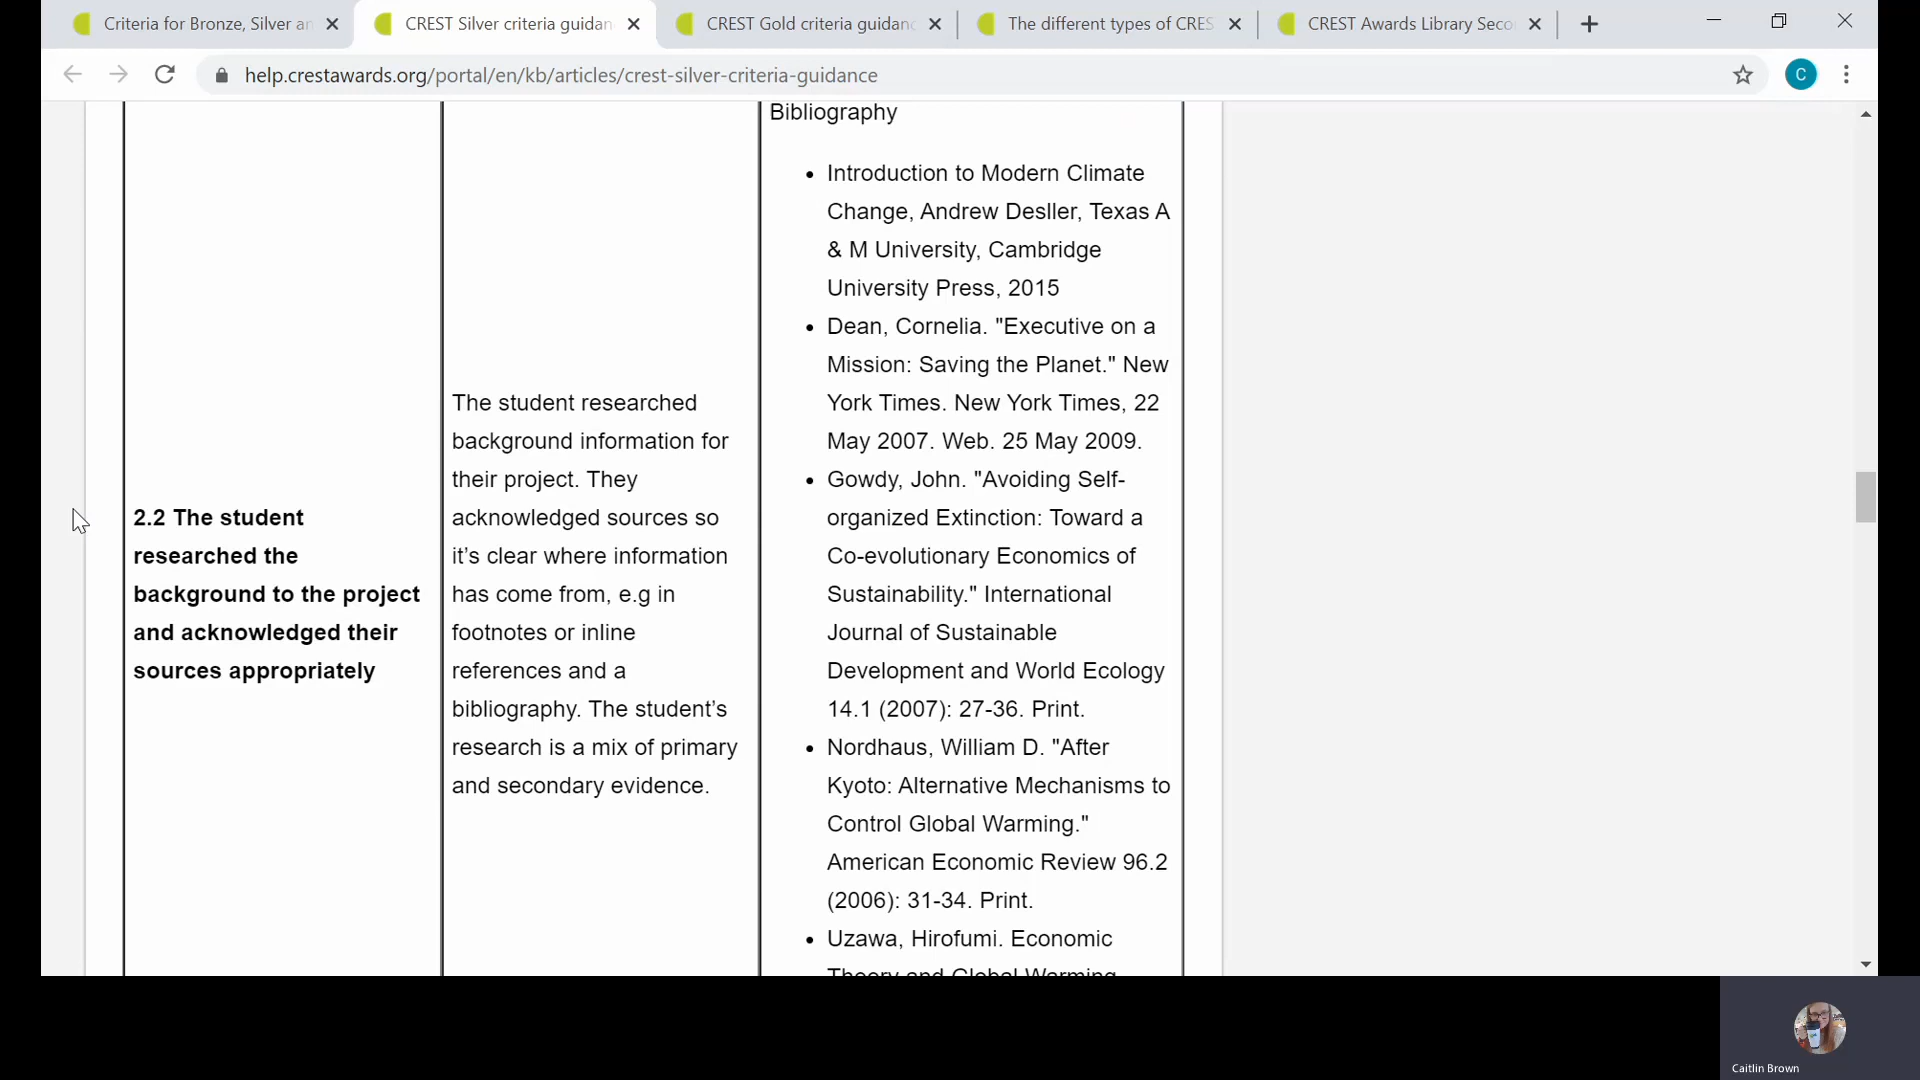 Criteria for Bronze, Silver an
CREST Silver criteria guidan
CREST Gold criteria guidanc
The different types of CRES
CREST Awards Library Seco
help.crestawards.org/portal/en/kb/articles/crest-silver-criteria-guidance
C
2.2 The student
researched the
background to the project
and acknowledged their
sources appropriately
The student researched
background information for
their project. They
acknowledged sources so
it’s clear where information
has come from, e.g in
footnotes or inline
references and a
bibliography. The student’s
research is a mix of primary
and secondary evidence.
Bibliography
• Introduction to Modern Climate
Change, Andrew Desller, Texas A
& M University, Cambridge
University Press, 2015
• Dean, Cornelia. "Executive on a
Mission: Saving the Planet." New
York Times. New York Times, 22
May 2007. Web. 25 May 2009.
• Gowdy, John. "Avoiding Self-
organized Extinction: Toward a
Co-evolutionary Economics of
Sustainability." International
Journal of Sustainable
Development and World Ecology
14.1 (2007): 27-36. Print.
• Nordhaus, William D. "After
Kyoto: Alternative Mechanisms to
Control Global Warming."
American Economic Review 96.2
(2006): 31-34. Print.
• Uzawa, Hirofumi. Economic
Theory and Global Warming
Caitlin Brown